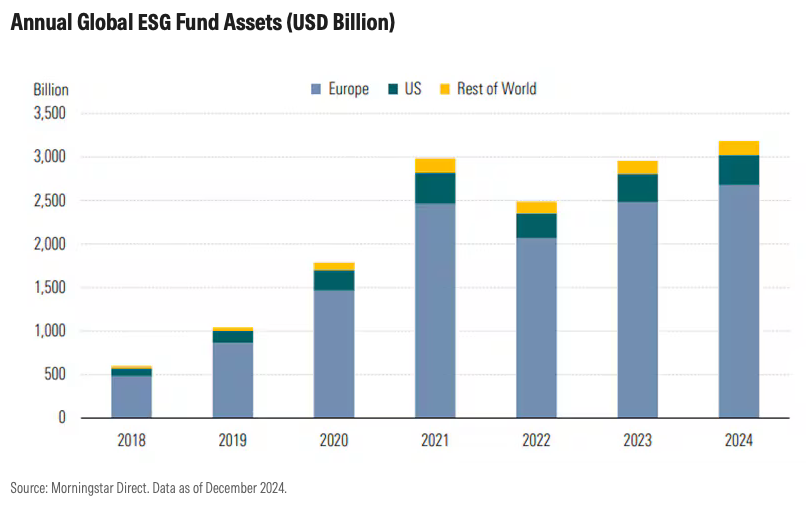 Annual Global ESG Fund Assets (USD Billion)
Billion
Europe US Rest of World
3,500
3,000
2,500
2,000
1,500
1,000
500
0
2018 2019 2020 2021 2022 2023 2024
Source: Morningstar Direct. Data as of December 2024.